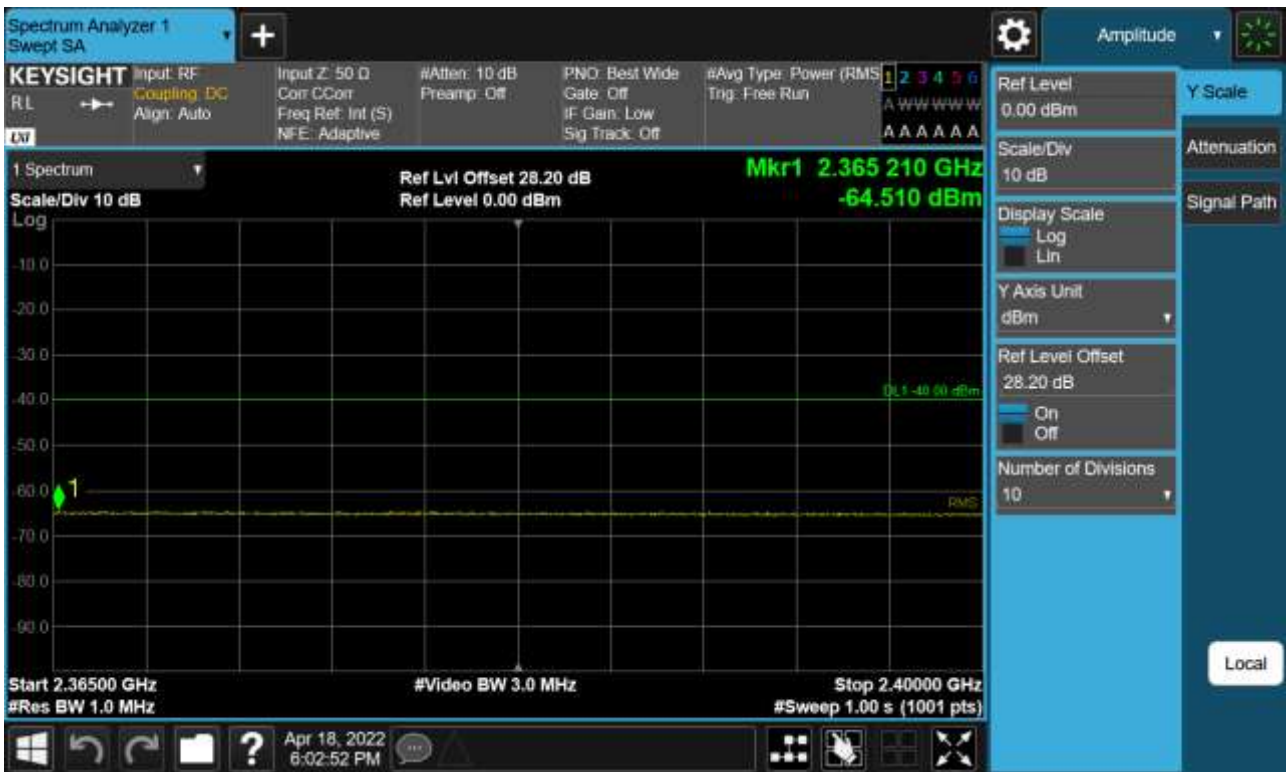 Spectrum Analyzer 1
Swept SA
+
Amplitude
KEYSIGHT
RL
LXI
Input: RF
Coupling: DC
Align: Auto
Input Z: 50 Ω
Corr CCorr
Freq Ref: Int (S)
NFE: Adaptive
#Atten: 10 dB
Preamp: Off
PNO: Best Wide
Gate: Off
IF Gain: Low
Sig Track: Off
#Avg Type: Power (RMS
Trig: Free Run
1 2 3 4 5 6
A W W W W W
A A A A A A
1 Spectrum
Scale/Div 10 dB
Log
Ref Lvl Offset 28.20 dB
Ref Level 0.00 dBm
Mkr1 2.365 210 GHz
-64.510 dBm
-10.0
-20.0
-30.0
-40.0
DL1 -40.00 dBm
-50.0
-60.0
1
RMS
-70.0
-80.0
-90.0
Start 2.36500 GHz
#Res BW 1.0 MHz
#Video BW 3.0 MHz
Stop 2.40000 GHz
#Sweep 1.00 s (1001 pts)
Ref Level
0.00 dBm
Scale/Div
10 dB
Display Scale
Log
Lin
Y Axis Unit
dBm
Ref Level Offset
28.20 dB
On
Off
Number of Divisions
10
Y Scale
Attenuation
Signal Path
Local
?
Apr 18, 2022
6:02:52 PM